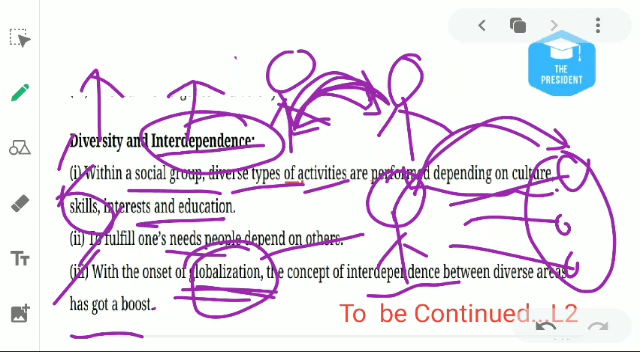 THE
PRESIDENT
Diversity and Interdependence:
(i) Within a social group, diverse types of activities are performed depending on culture
skills, interests and education.
(ii) To fulfill one's needs people depend on others.
(iii) With the onset of globalization, the concept of interdependence between diverse areas
has got a boost.
To be Continued...L2
TT